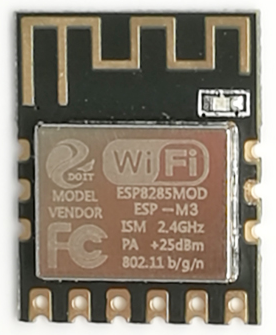 DOIT
WiFi
MODEL
VENDOR
ESP8285MOD
ESP-M3
ISM 2.4GHz
PA +25dBm
802.11 b/g/n
FC